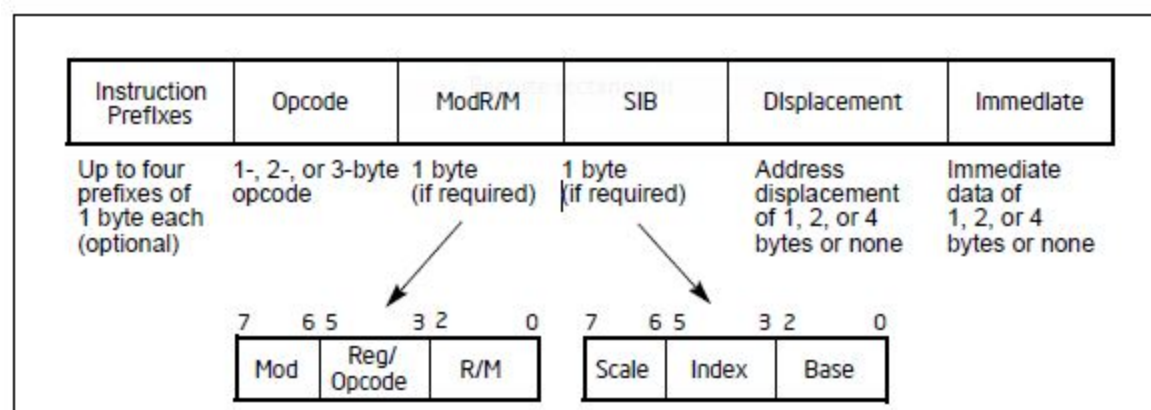 Instruction Prefixes
Opcode
ModR/M
SIB
Displacement
Immediate
Up to four prefixes of 1 byte each (optional)
1-, 2-, or 3-byte opcode
1 byte (if required)
1 byte (if required)
Address displacement of 1, 2, or 4 bytes or none
Immediate data of 1, 2, or 4 bytes or none
7 6 5 3 2 0
7 6 5 3 2 0
Mod
Reg/ Opcode
R/M
Scale
Index
Base